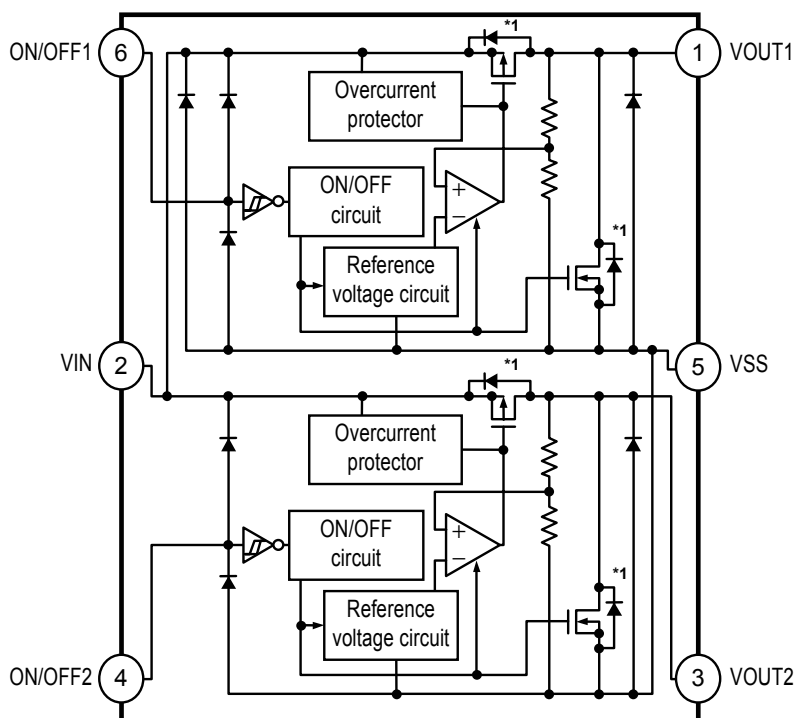 ON/OFF1
6
*1
1
VOUT1
Overcurrent
protector
ON/OFF
circuit
+
−
*1
Reference
voltage circuit
VIN
2
*1
5
VSS
Overcurrent
protector
ON/OFF
circuit
+
−
*1
Reference
voltage circuit
ON/OFF2
4
3
VOUT2